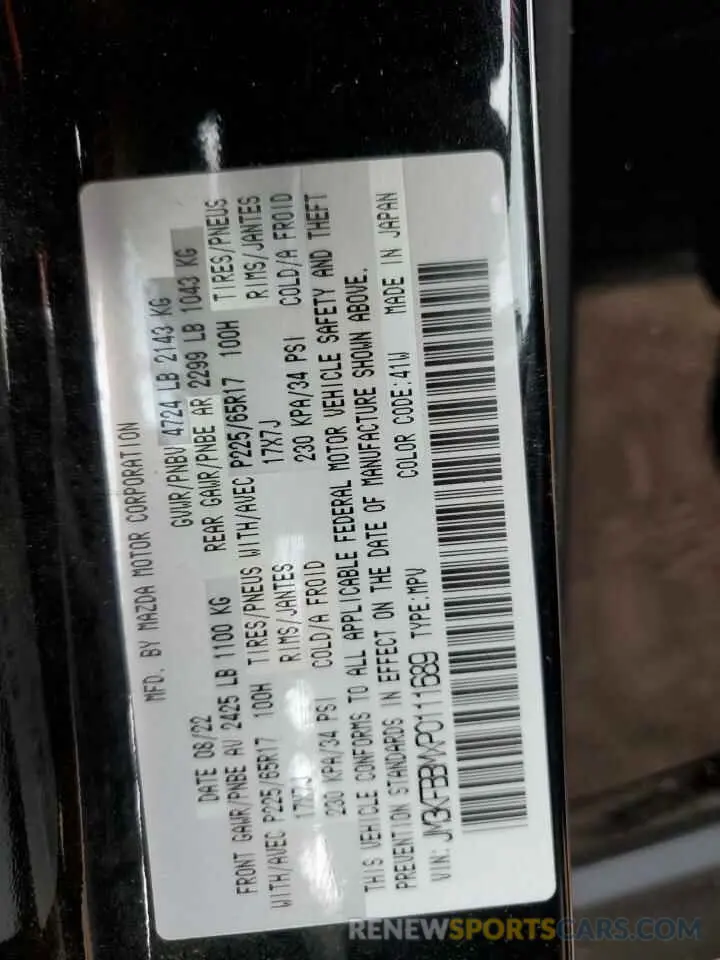 MFD. BY MAZDA MOTOR CORPORATION
DATE 08/22 GVWR/PNBV 4724 LB 2143 KG
FRONT GAWR/PNBE AV 2425 LB 1100 KG REAR GAWR/PNBE AR 2299 LB 1043 KG
WITH/AVEC P225/65R17 100H TIRES/PNEUS WITH/AVEC P225/65R17 100H TIRES/PNEUS
17X7J RIMS/JANTES 17X7J RIMS/JANTES
230 KPA/34 PSI COLD/A FROID 230 KPA/34 PSI COLD/A FROID
THIS VEHICLE CONFORMS TO ALL APPLICABLE FEDERAL MOTOR VEHICLE SAFETY AND THEFT
PREVENTION STANDARDS IN EFFECT ON THE DATE OF MANUFACTURE SHOWN ABOVE.
VIN: JM3KFBBMXP0111689 TYPE:MPV COLOR CODE:41W MADE IN JAPAN
RENEWSPORTSCARS.COM